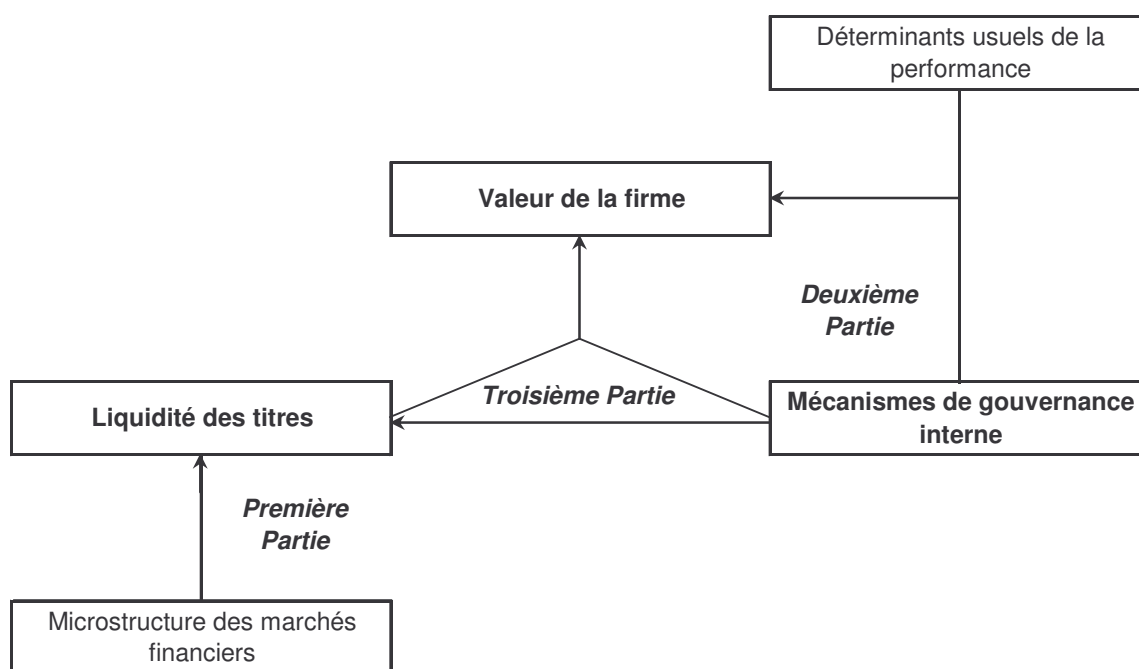 Déterminants usuels de la
performance
Valeur de la firme
Deuxième
Partie
Troisième Partie
Liquidité des titres
Mécanismes de gouvernance
interne
Première
Partie
Microstructure des marchés
financiers